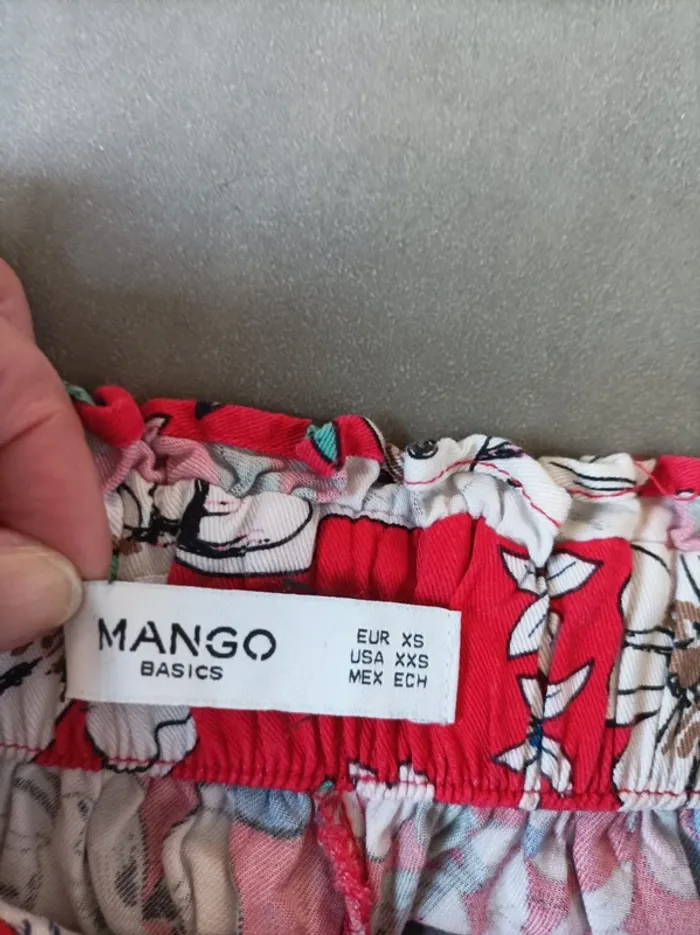 MANGO
BASICS
EUR XS
USA XXS
MEX ECH